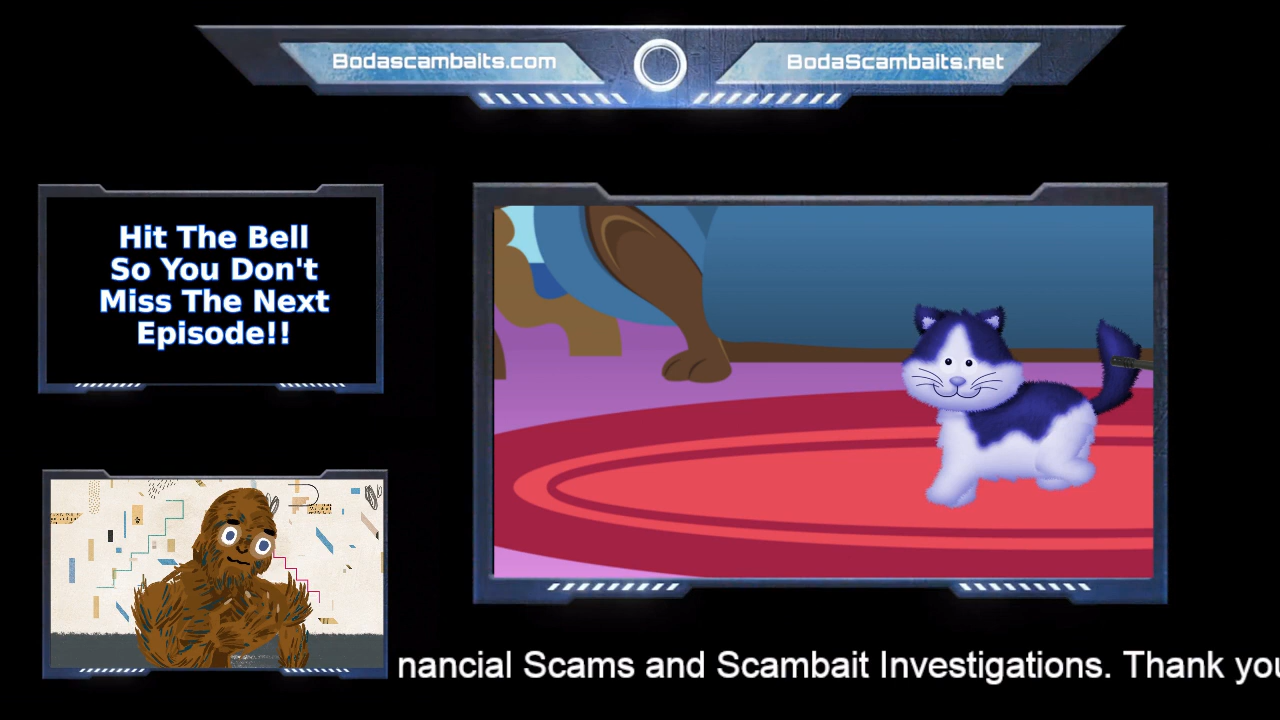 Bodascambaits.com
BodaScambaits.net
Hit The Bell
So You Don't
Miss The Next
Episode!!
nancial Scams and Scambait Investigations. Thank you